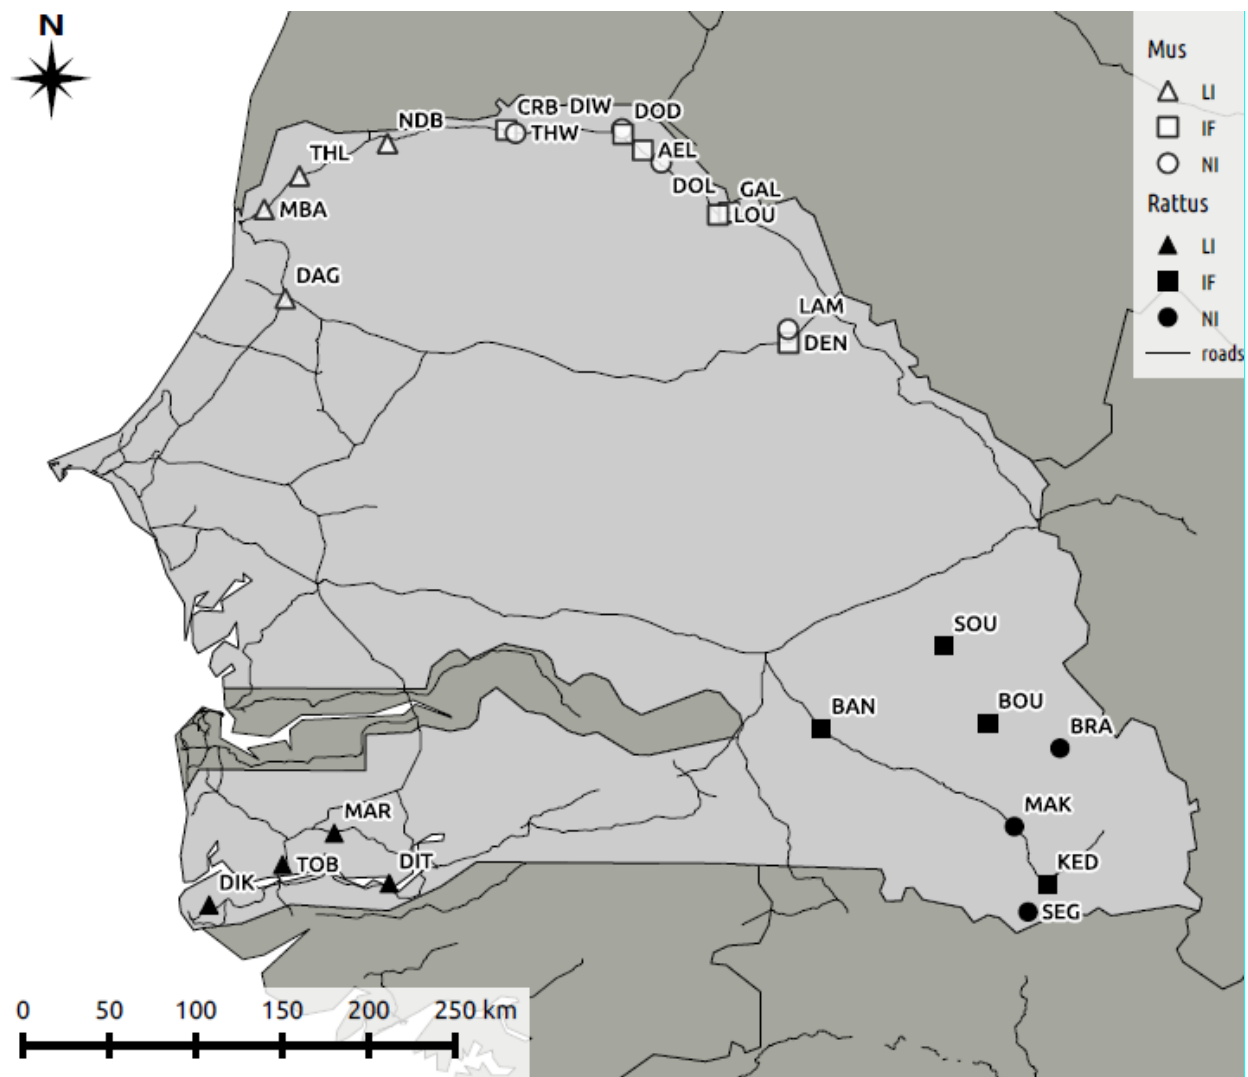 N
Mus
LI
IF
NI
Rattus
LI
IF
NI
roads
CRB DIW DOD
NDB THW
THL AEL
DOL GAL
MBA LOU
DAG
LAM
DEN
SOU
BAN BOU
BRA
MAR MAK
TOB DIT KED
DIK
SEG
0 50 100 150 200 250 km